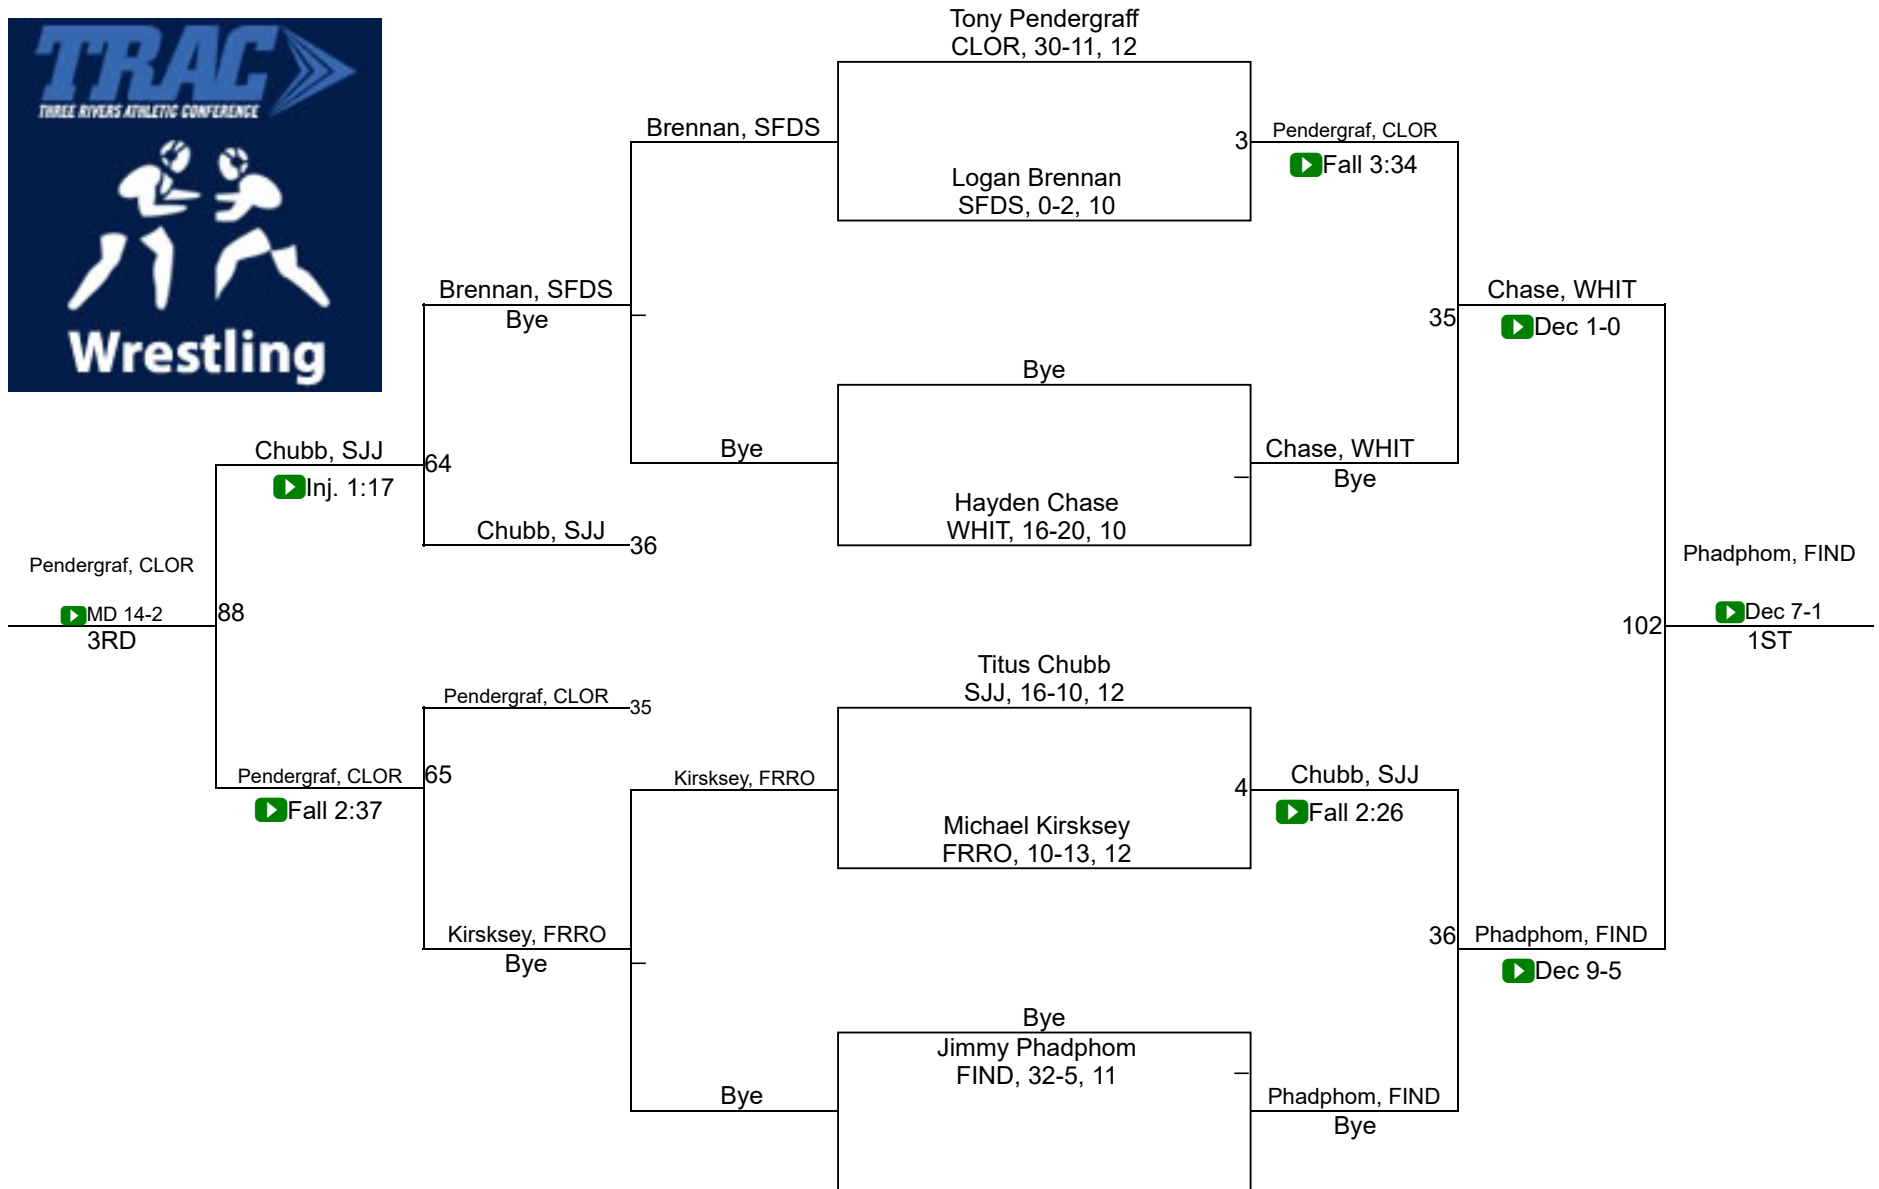 TRAC
THREE RIVERS ATHLETIC CONFERENCE
Wrestling
Tony Pendergraff
CLOR, 30-11, 12
Brennan, SFDS
3
Pendergraf, CLOR
Fall 3:34
Logan Brennan
SFDS, 0-2, 10
Brennan, SFDS
Bye
Chase, WHIT
35
Dec 1-0
Bye
Bye
Chase, WHIT
Bye
Hayden Chase
WHIT, 16-20, 10
Chubb, SJJ
64
Inj. 1:17
Chubb, SJJ
36
Pendergraf, CLOR
MD 14-2
88
3RD
Phadphom, FIND
102
Dec 7-1
1ST
Titus Chubb
SJJ, 16-10, 12
Pendergraf, CLOR
35
Pendergraf, CLOR
65
Fall 2:37
Kirsksey, FRRO
4
Chubb, SJJ
Fall 2:26
Michael Kirsksey
FRRO, 10-13, 12
Kirsksey, FRRO
Bye
36
Phadphom, FIND
Dec 9-5
Bye
Jimmy Phadphom
FIND, 32-5, 11
Bye
Phadphom, FIND
Bye